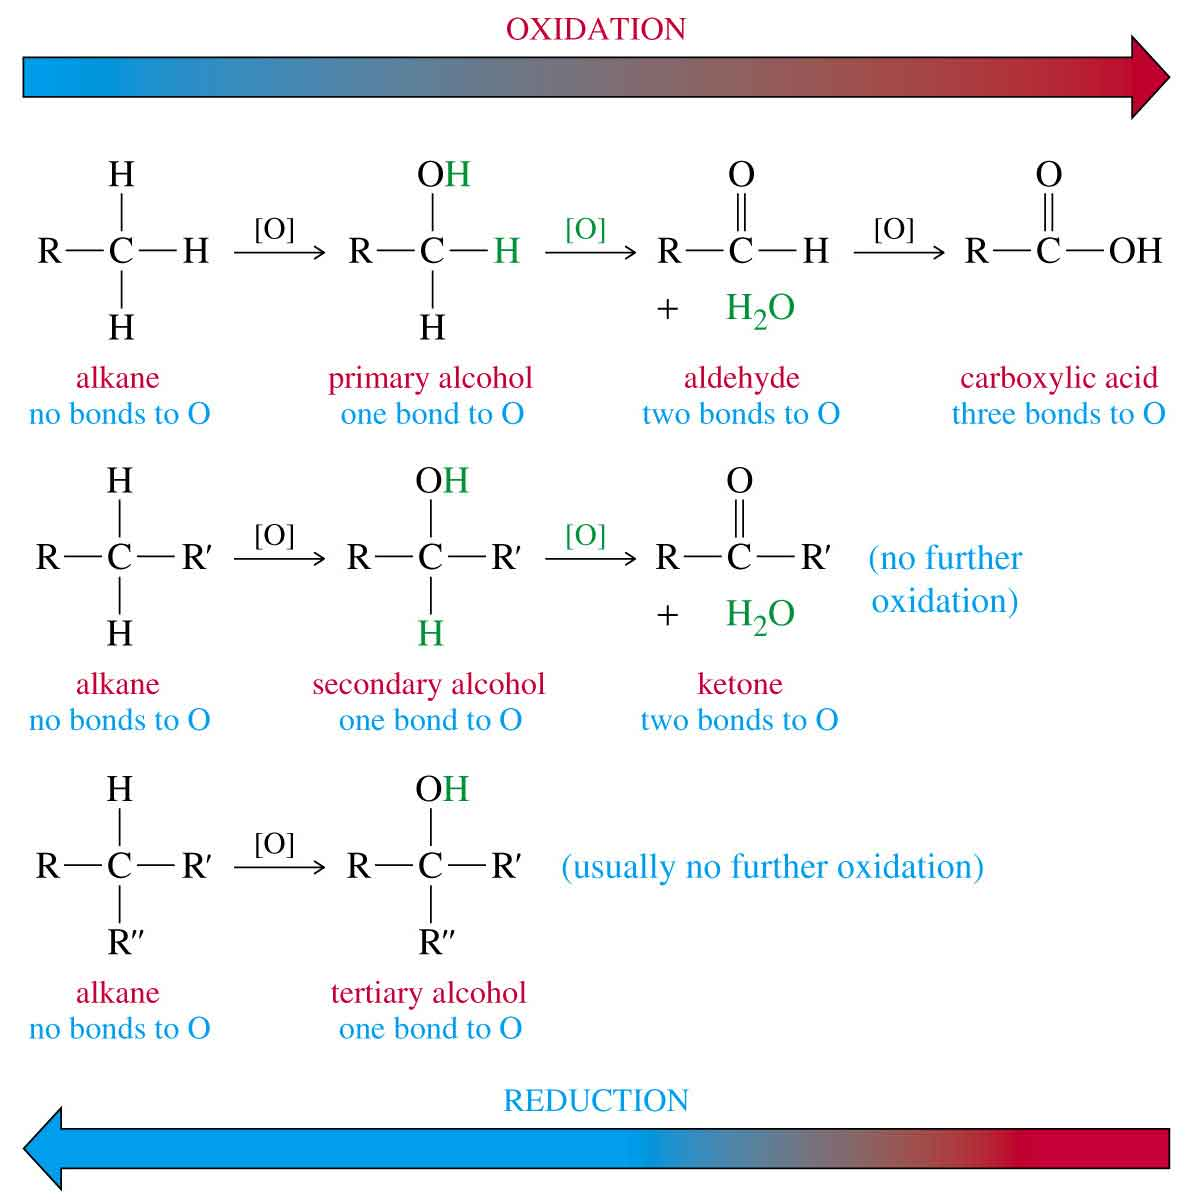 OXIDATION
H OH O O
R—C—H [O] R—C—H [O] R—C—H [O] R—C—OH
H H + H₂O
alkane primary alcohol aldehyde carboxylic acid
no bonds to O one bond to O two bonds to O three bonds to O
H OH O
R—C—R′ [O] R—C—R′ [O] R—C—R′ (no further
oxidation)
H H + H₂O
alkane secondary alcohol ketone
no bonds to O one bond to O two bonds to O
H OH
R—C—R′ [O] R—C—R′ (usually no further oxidation)
R″ R″
alkane tertiary alcohol
no bonds to O one bond to O
REDUCTION